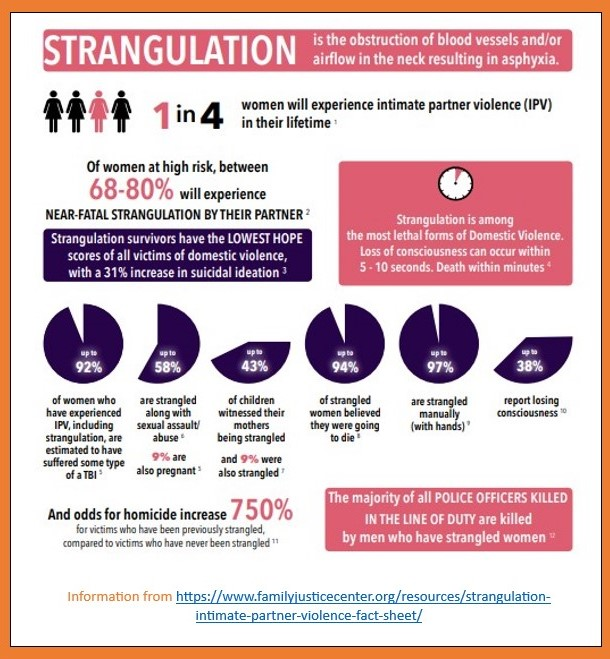 STRANGULATION
is the obstruction of blood vessels and/or
airflow in the neck resulting in asphyxia.
1 in 4
women will experience intimate partner violence (IPV)
in their lifetime 1
Of women at high risk, between
68-80% will experience
NEAR-FATAL STRANGULATION BY THEIR PARTNER 2
Strangulation survivors have the LOWEST HOPE
scores of all victims of domestic violence,
with a 31% increase in suicidal ideation 3
Strangulation is among
the most lethal forms of Domestic Violence.
Loss of consciousness can occur within
5 - 10 seconds. Death within minutes 4
up to
92%
of women who
have experienced
IPV, including
strangulation, are
estimated to have
suffered some type
of a TBI 5
up to
58%
are strangled
along with
sexual assault/
abuse 6
9% are
also pregnant 5
up to
43%
of children
witnessed their
mothers
being strangled
and 9% were
also strangled 7
up to
94%
of strangled
women believed
they were going
to die 8
up to
97%
are strangled
manually
(with hands) 9
up to
38%
report losing
consciousness 10
And odds for homicide increase 750%
for victims who have been previously strangled,
compared to victims who have never been strangled 11
The majority of all POLICE OFFICERS KILLED
IN THE LINE OF DUTY are killed
by men who have strangled women 12
Information from https://www.familyjusticecenter.org/resources/strangulation-
intimate-partner-violence-fact-sheet/